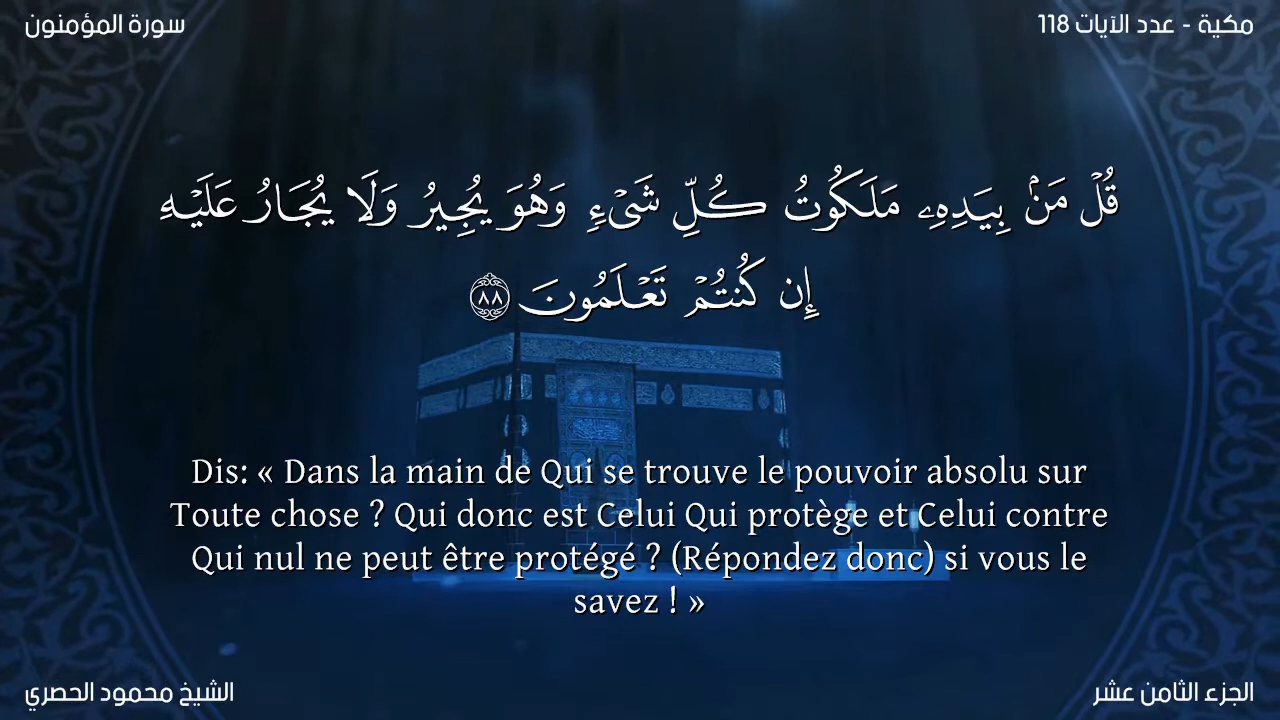 سورة المؤمنون
مكية - عدد الآيات 118
قُلۡ مَنۢ بِيَدِهِۦ مَلَكُوتُ كُلِّ شَيۡءٖ وَهُوَ يُجِيرُ وَلَا يُجَارُ عَلَيۡهِ
إِن كُنتُمۡ تَعۡلَمُونَ ٨٨
Dis: « Dans la main de Qui se trouve le pouvoir absolu sur
Toute chose ? Qui donc est Celui Qui protège et Celui contre
Qui nul ne peut être protégé ? (Répondez donc) si vous le
savez ! »
الشيخ محمود الحصري
الجزء الثامن عشر